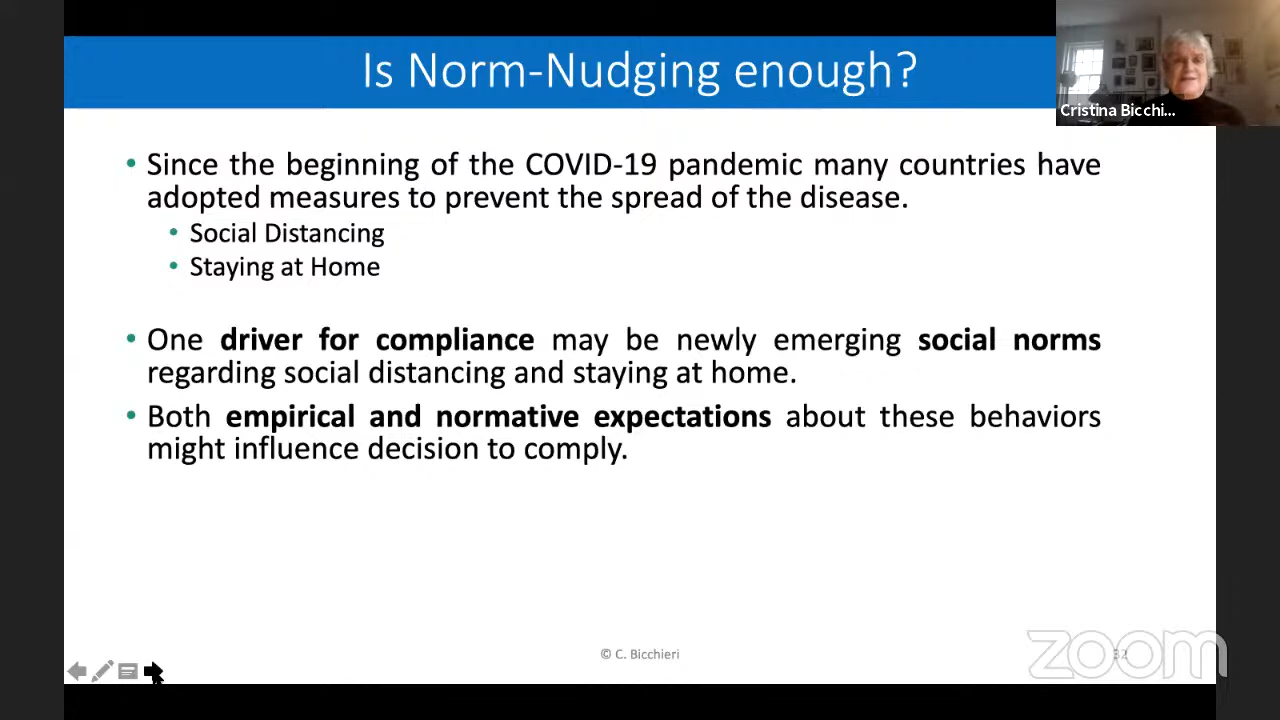 Is Norm-Nudging enough?
Cristina Bicchi...
• Since the beginning of the COVID-19 pandemic many countries have
adopted measures to prevent the spread of the disease.
• Social Distancing
• Staying at Home
• One driver for compliance may be newly emerging social norms
regarding social distancing and staying at home.
• Both empirical and normative expectations about these behaviors
might influence decision to comply.
© C. Bicchieri
32
zoom